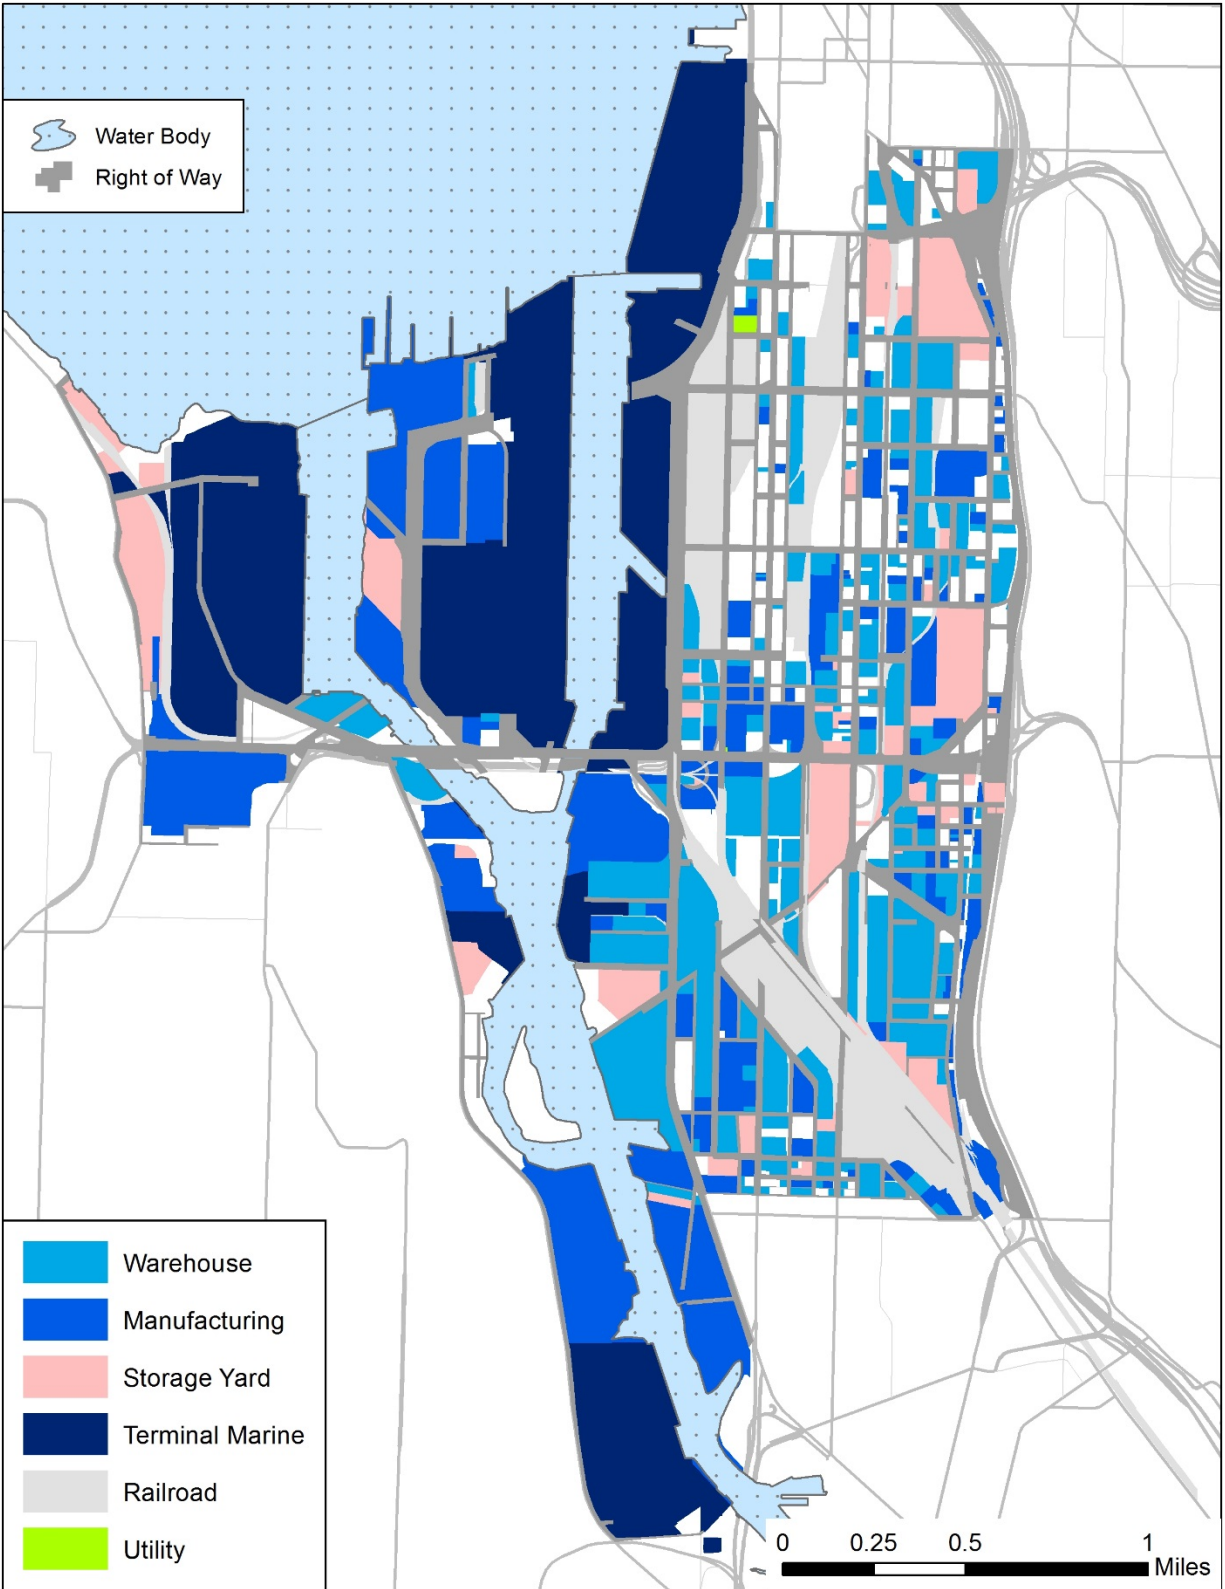 Water Body
Right of Way
Warehouse
Manufacturing
Storage Yard
Terminal Marine
Railroad
Utility
0 0.25 0.5 1
Miles